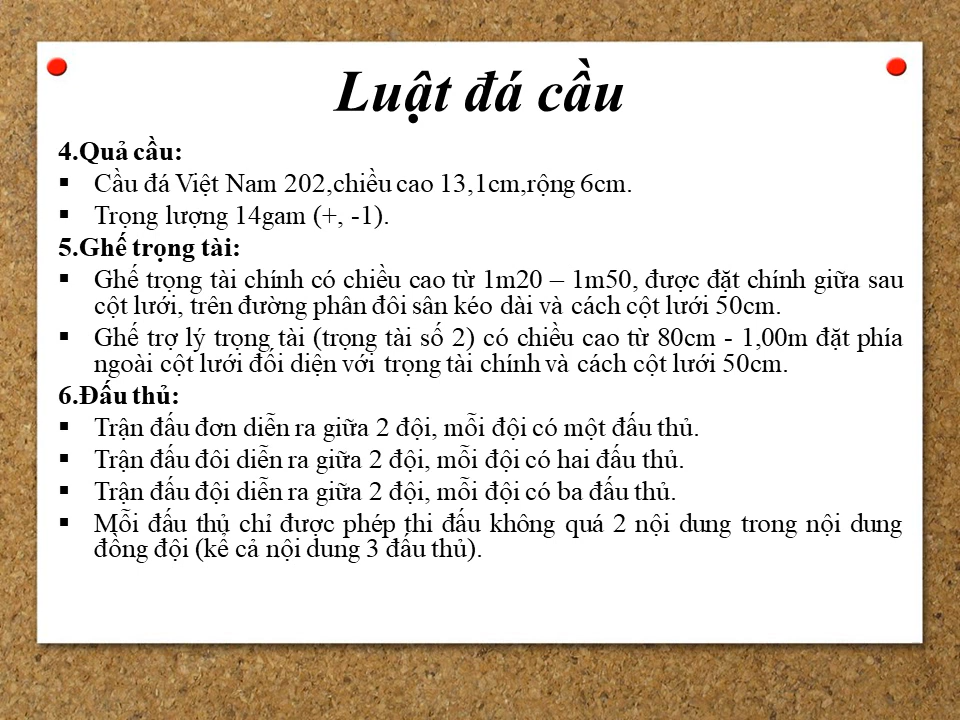 Luật đá cầu
4.Quả cầu:
▪ Cầu đá Việt Nam 202,chiều cao 13,1cm,rộng 6cm.
▪ Trọng lượng 14gam (+, -1).
5.Ghế trọng tài:
▪ Ghế trọng tài chính có chiều cao từ 1m20 – 1m50, được đặt chính giữa sau
cột lưới, trên đường phân đôi sân kéo dài và cách cột lưới 50cm.
▪ Ghế trợ lý trọng tài (trọng tài số 2) có chiều cao từ 80cm - 1,00m đặt phía
ngoài cột lưới đối diện với trọng tài chính và cách cột lưới 50cm.
6.Đấu thủ:
▪ Trận đấu đơn diễn ra giữa 2 đội, mỗi đội có một đấu thủ.
▪ Trận đấu đôi diễn ra giữa 2 đội, mỗi đội có hai đấu thủ.
▪ Trận đấu đội diễn ra giữa 2 đội, mỗi đội có ba đấu thủ.
▪ Mỗi đấu thủ chỉ được phép thi đấu không quá 2 nội dung trong nội dung
đồng đội (kể cả nội dung 3 đấu thủ).